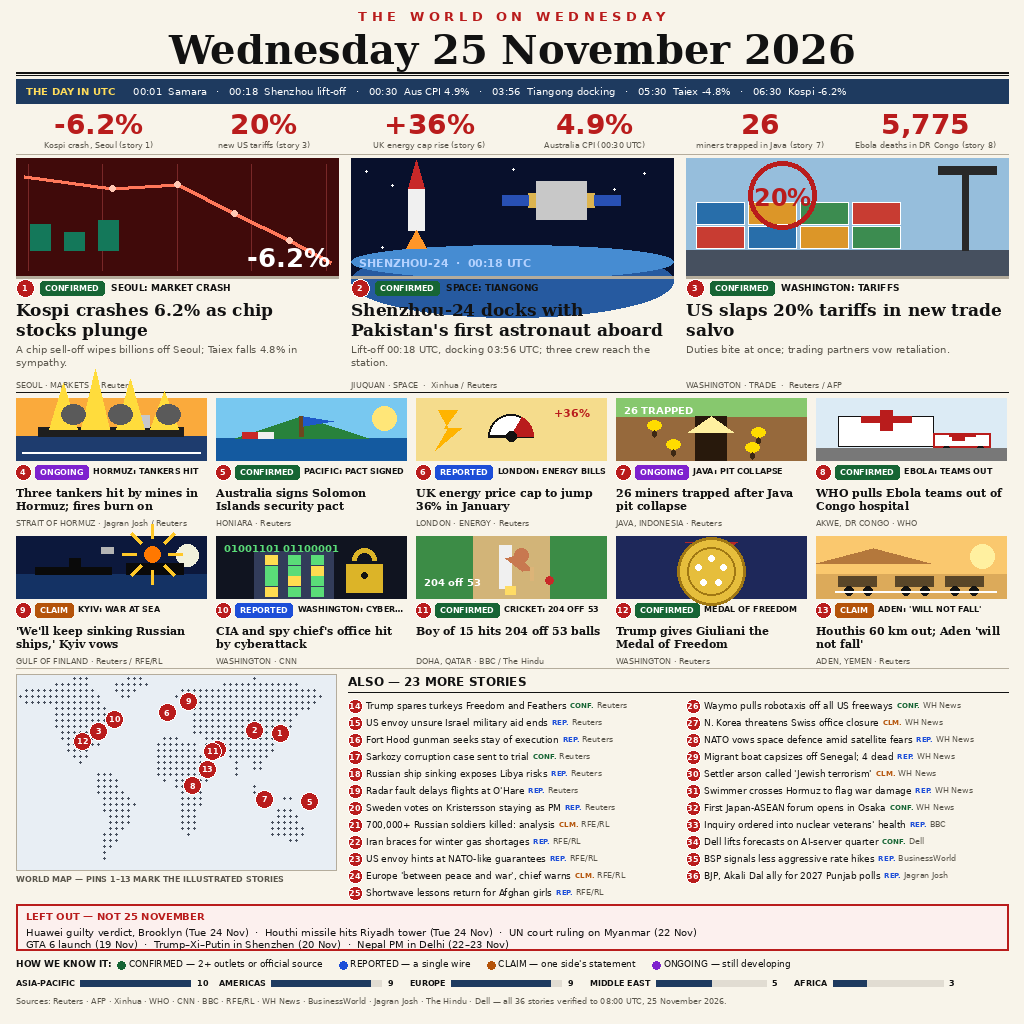 THE WORLD ON WEDNESDAY
Wednesday 25 November 2026
THE DAY IN UTC 00:01 Samara · 00:18 Shenzhou lift-off · 00:30 Aus CPI 4.9% · 03:56 Tiangong docking · 05:30 Taiex -4.8% · 06:30 Kospi -6.2%
-6.2%
Kospi crash, Seoul (story 1)
20%
new US tariffs (story 3)
+36%
UK energy cap rise (story 6)
4.9%
Australia CPI (00:30 UTC)
26
miners trapped in Java (story 7)
5,775
Ebola deaths in DR Congo (story 8)
-6.2%
1 CONFIRMED SEOUL: MARKET CRASH
Kospi crashes 6.2% as chip
stocks plunge
A chip sell-off wipes billions off Seoul; Taiex falls 4.8% in
sympathy.
SEOUL · MARKETS · Reuters
SHENZHOU-24 · 00:18 UTC
2 CONFIRMED SPACE: TIANGONG
Shenzhou-24 docks with
Pakistan's first astronaut aboard
Lift-off 00:18 UTC, docking 03:56 UTC; three crew reach the
station.
JIUQUAN · SPACE · Xinhua / Reuters
20%
3 CONFIRMED WASHINGTON: TARIFFS
US slaps 20% tariffs in new trade
salvo
Duties bite at once; trading partners vow retaliation.
WASHINGTON · TRADE · Reuters / AFP
4 ONGOING HORMUZ: TANKERS HIT
Three tankers hit by mines in
Hormuz; fires burn on
STRAIT OF HORMUZ · Jagran Josh / Reuters
5 CONFIRMED PACIFIC: PACT SIGNED
Australia signs Solomon
Islands security pact
HONIARA · Reuters
+36%
6 REPORTED LONDON: ENERGY BILLS
UK energy price cap to jump
36% in January
LONDON · ENERGY · Reuters
26 TRAPPED
7 ONGOING JAVA: PIT COLLAPSE
26 miners trapped after Java
pit collapse
JAVA, INDONESIA · Reuters
8 CONFIRMED EBOLA: TEAMS OUT
WHO pulls Ebola teams out of
Congo hospital
AKWE, DR CONGO · WHO
9 CLAIM KYIV: WAR AT SEA
'We'll keep sinking Russian
ships,' Kyiv vows
GULF OF FINLAND · Reuters / RFE/RL
01001101 01100001
10 REPORTED WASHINGTON: CYBER…
CIA and spy chief's office hit
by cyberattack
WASHINGTON · CNN
204 off 53
11 CONFIRMED CRICKET: 204 OFF 53
Boy of 15 hits 204 off 53 balls
DOHA, QATAR · BBC / The Hindu
12 CONFIRMED MEDAL OF FREEDOM
Trump gives Giuliani the
Medal of Freedom
WASHINGTON · Reuters
13 CLAIM ADEN: 'WILL NOT FALL'
Houthis 60 km out; Aden 'will
not fall'
ADEN, YEMEN · Reuters
9
6
10
3
12
2
1
11
13
8
7
5
WORLD MAP — PINS 1–13 MARK THE ILLUSTRATED STORIES
ALSO — 23 MORE STORIES
14 Trump spares turkeys Freedom and Feathers CONF. Reuters
15 US envoy unsure Israel military aid ends REP. Reuters
16 Fort Hood gunman seeks stay of execution REP. Reuters
17 Sarkozy corruption case sent to trial CONF. Reuters
18 Russian ship sinking exposes Libya risks REP. Reuters
19 Radar fault delays flights at O'Hare REP. Reuters
20 Sweden votes on Kristersson staying as PM REP. Reuters
21 700,000+ Russian soldiers killed: analysis CLM. RFE/RL
22 Iran braces for winter gas shortages REP. RFE/RL
23 US envoy hints at NATO-like guarantees REP. RFE/RL
24 Europe 'between peace and war', chief warns CLM. RFE/RL
25 Shortwave lessons return for Afghan girls REP. RFE/RL
26 Waymo pulls robotaxis off all US freeways CONF. WH News
27 N. Korea threatens Swiss office closure CLM. WH News
28 NATO vows space defence amid satellite fears REP. WH News
29 Migrant boat capsizes off Senegal; 4 dead REP. WH News
30 Settler arson called 'Jewish terrorism' CLM. WH News
31 Swimmer crosses Hormuz to flag war damage REP. WH News
32 First Japan-ASEAN forum opens in Osaka CONF. WH News
33 Inquiry ordered into nuclear veterans' health REP. BBC
34 Dell lifts forecasts on AI-server quarter CONF. Dell
35 BSP signals less aggressive rate hikes REP. BusinessWorld
36 BJP, Akali Dal ally for 2027 Punjab polls REP. Jagran Josh
LEFT OUT — NOT 25 NOVEMBER
Huawei guilty verdict, Brooklyn (Tue 24 Nov) · Houthi missile hits Riyadh tower (Tue 24 Nov) · UN court ruling on Myanmar (22 Nov)
GTA 6 launch (19 Nov) · Trump–Xi–Putin in Shenzhen (20 Nov) · Nepal PM in Delhi (22–23 Nov)
HOW WE KNOW IT: CONFIRMED — 2+ outlets or official source REPORTED — a single wire CLAIM — one side's statement ONGOING — still developing
ASIA-PACIFIC 10 AMERICAS 9 EUROPE 9 MIDDLE EAST 5 AFRICA 3
Sources: Reuters · AFP · Xinhua · WHO · CNN · BBC · RFE/RL · WH News · BusinessWorld · Jagran Josh · The Hindu · Dell — all 36 stories verified to 08:00 UTC, 25 November 2026.